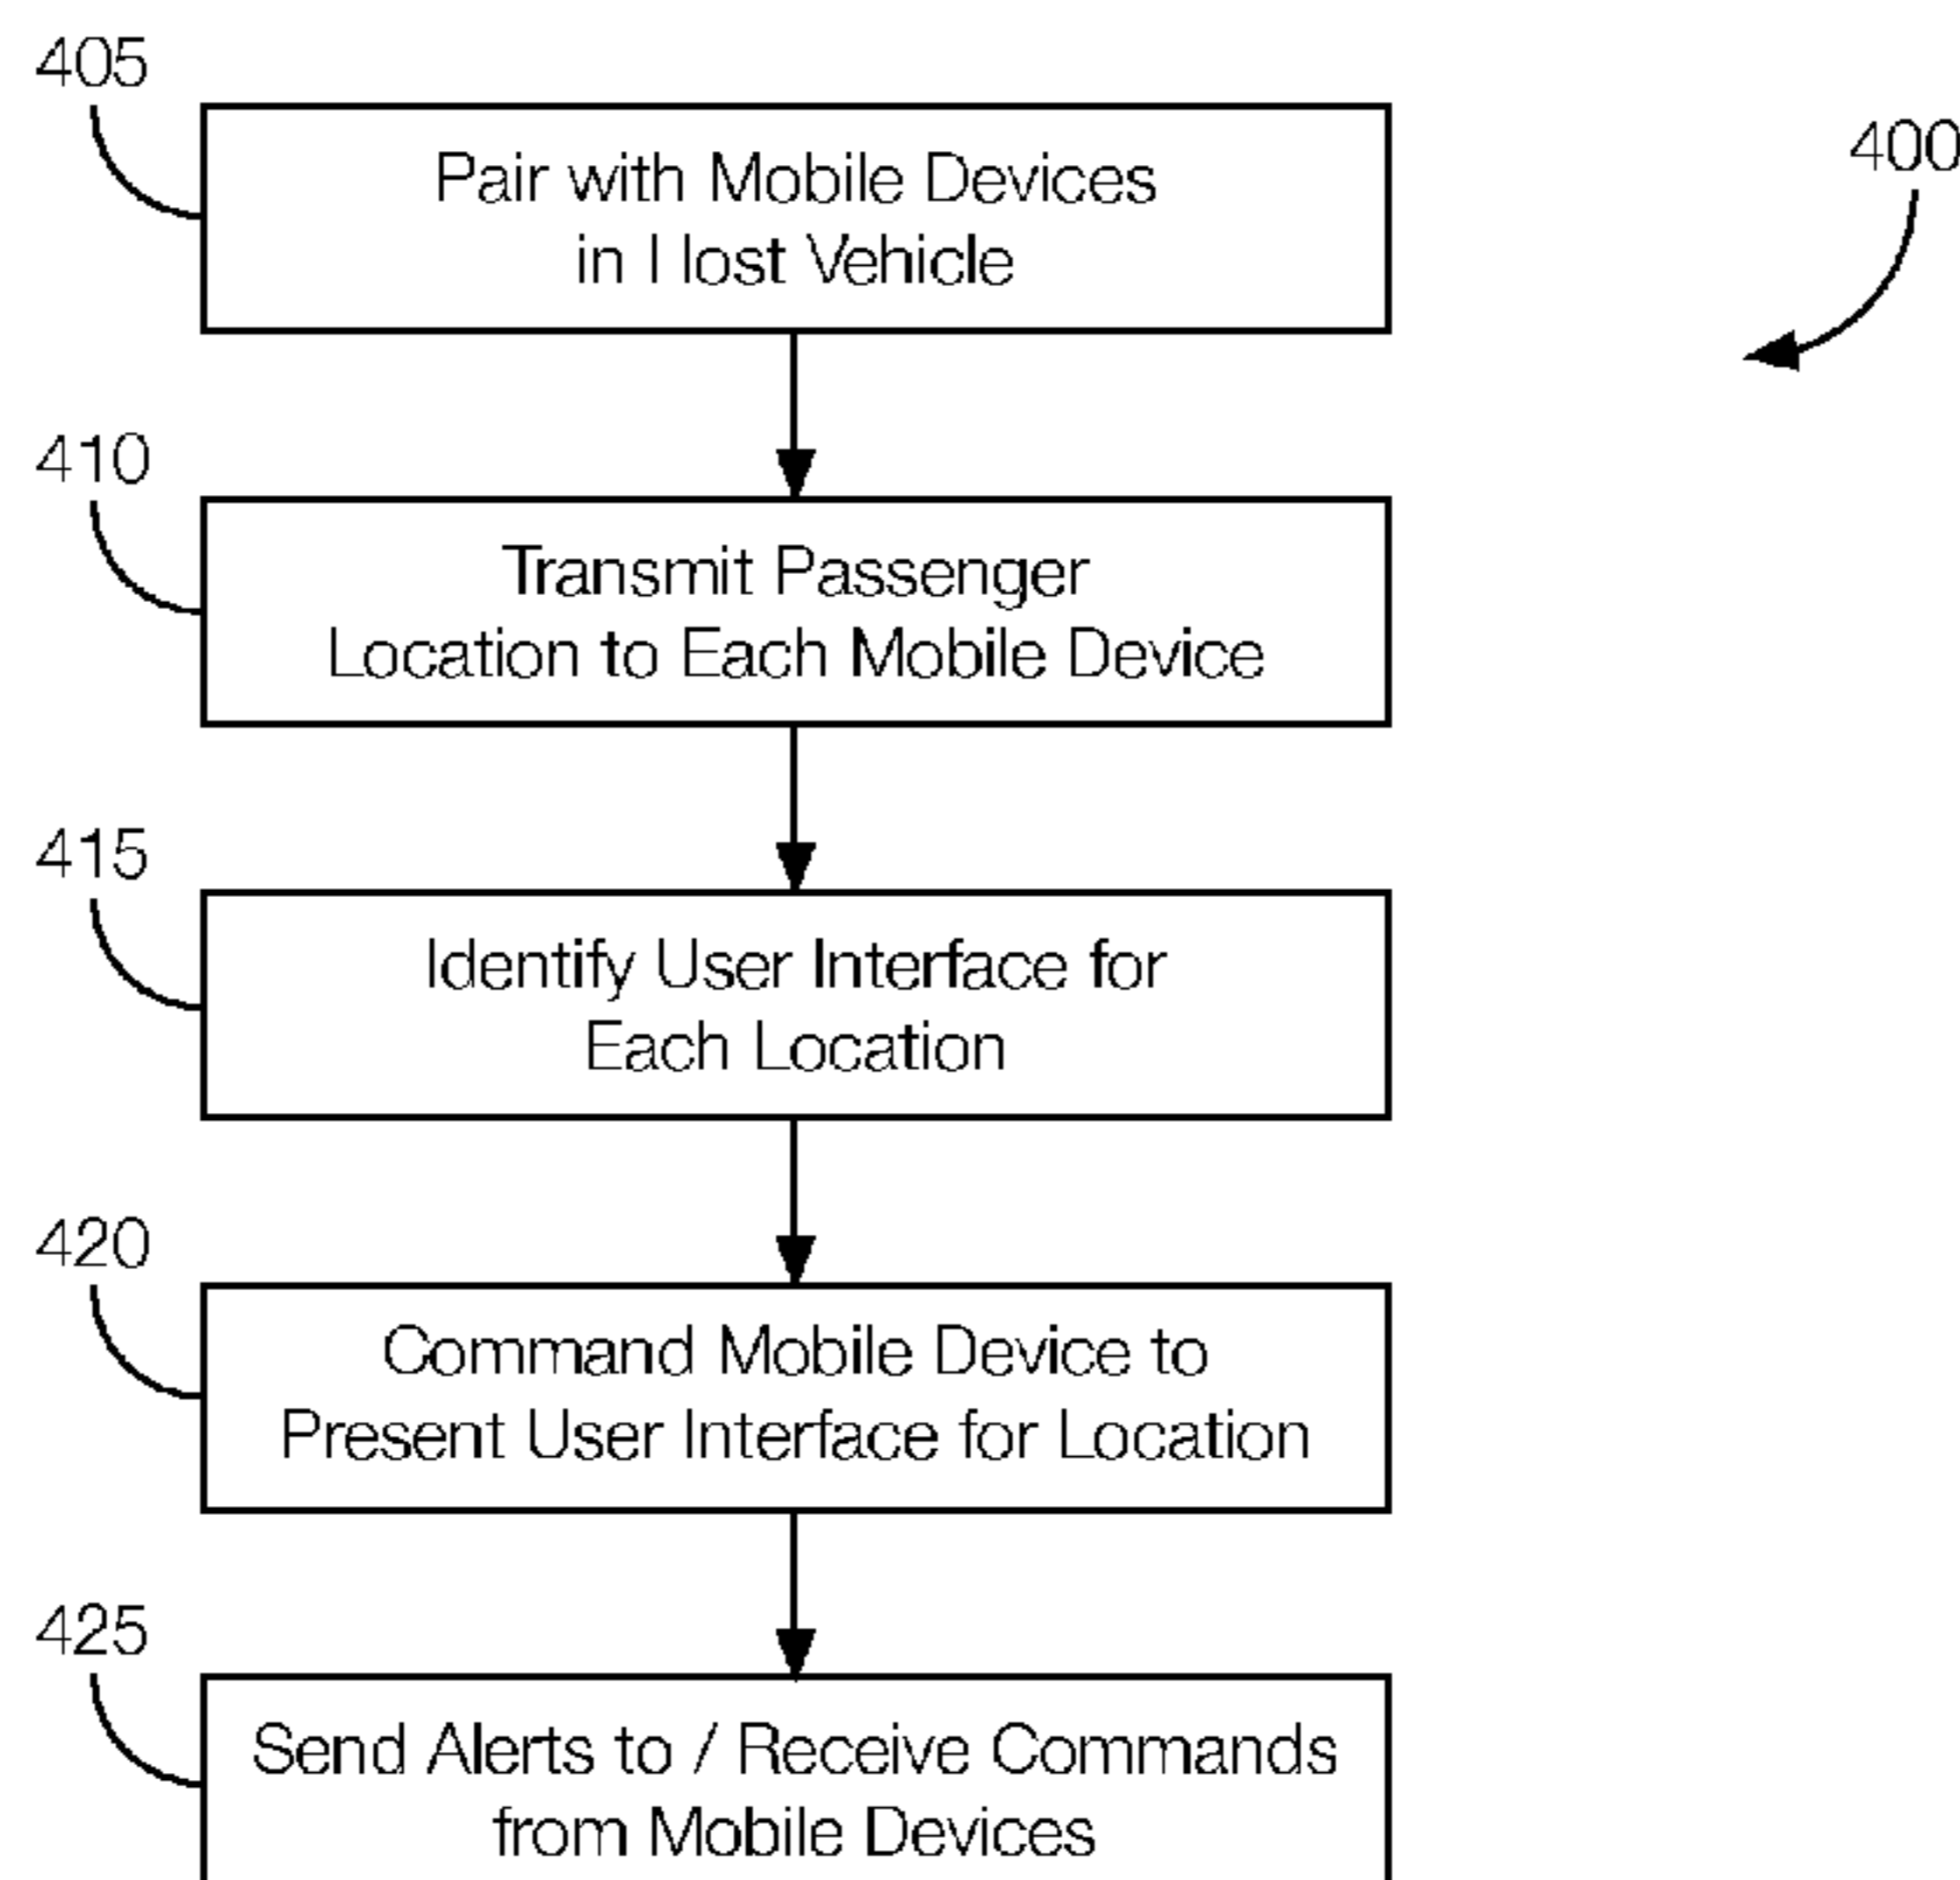 405
400
Pair with Mobile Devices
in I lost Vehicle
410
Transmit Passenger
Location to Each Mobile Device
415
Identify User Interface for
Each Location
420
Command Mobile Device to
Present User Interface for Location
425
Send Alerts to / Receive Commands
from Mobile Devices